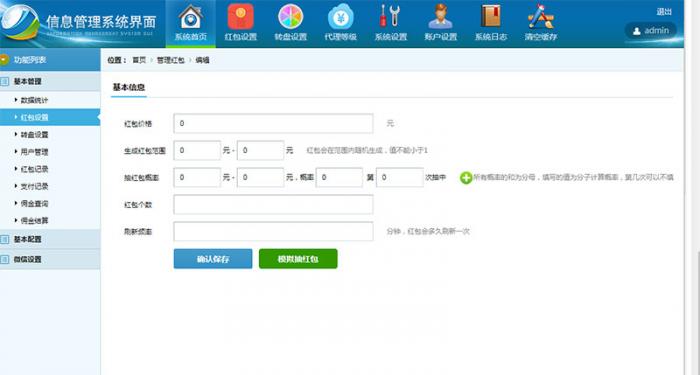 信息管理系统界面
INFORMATION MANAGEMENT SYSTEM GUI
系统首页 红包设置 转盘设置 代理等级 系统设置 账户设置 系统日志 清空缓存
退出
admin
功能列表
位置： 首页 > 管理红包 > 编辑
基本管理
数据统计
红包设置
转盘设置
用户管理
红包记录
支付记录
佣金查询
佣金结算
基本配置
微信设置
基本信息
红包价格 0 元
生成红包范围 0 元 - 0 元 红包会在范围内随机生成，值不能小于1
抽红包概率 0 元 - 0 元，概率 0 第 0 次抽中 所有概率的和为分母，填写的值为分子计算概率，第几次可以不填
红包个数
刷新频率 分钟，红包会多久刷新一次
确认保存 模拟抽红包